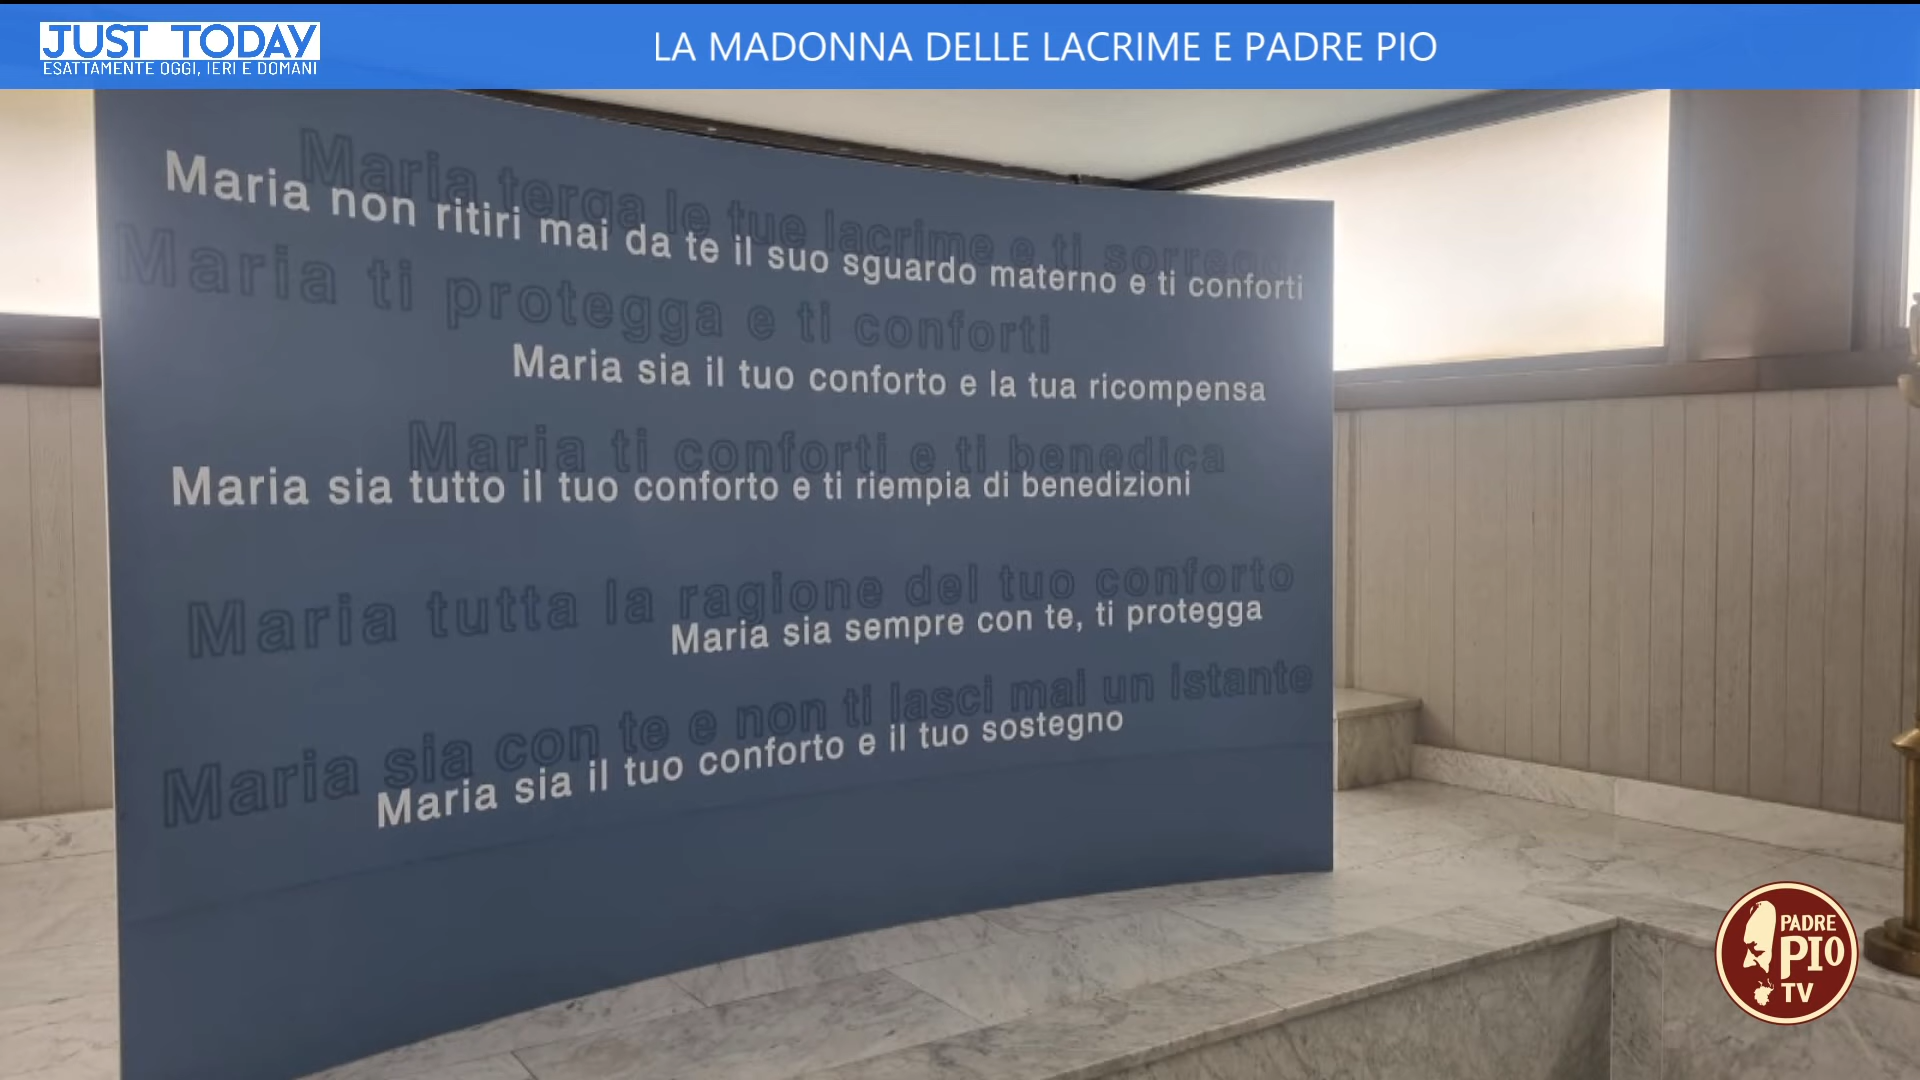 JUST TODAY
ESATTAMENTE OGGI, IERI E DOMANI
LA MADONNA DELLE LACRIME E PADRE PIO
Maria terga le tue lacrime e ti
Maria non ritiri mai da te il suo sguardo materno e ti conforti
Maria ti protegga e ti conforti
Maria sia il tuo conforto e la tua ricompensa
Maria ti conforti e ti benedica
Maria sia tutto il tuo conforto e ti riempia di benedizioni
Maria tutta la ragione del tuo conforto
Maria sia sempre con te, ti protegga
Maria sia con te e non ti lasci mai un istante
Maria sia il tuo conforto e il tuo sostegno
PADRE
PIO
TV